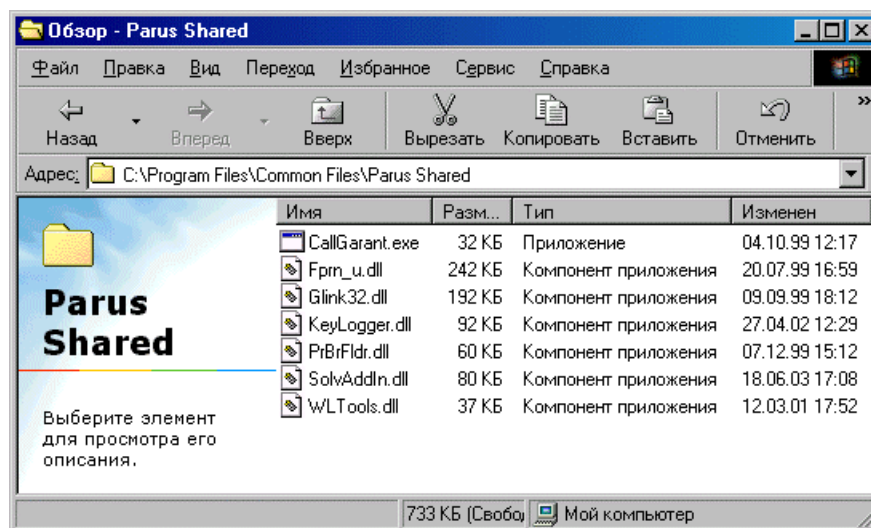 Обзор - Parus Shared
Файл Правка Вид Переход Избранное Сервис Справка
Назад Вперед Вверх Вырезать Копировать Вставить Отменить »
Адрес: C:\Program Files\Common Files\Parus Shared
Имя Разм... Тип Изменен
CallGarant.exe 32 КБ Приложение 04.10.99 12:17
Fprn_u.dll 242 КБ Компонент приложения 20.07.99 16:59
Glink32.dll 192 КБ Компонент приложения 09.09.99 18:12
KeyLogger.dll 92 КБ Компонент приложения 27.04.02 12:29
PrBrFldr.dll 60 КБ Компонент приложения 07.12.99 15:12
SolvAddIn.dll 80 КБ Компонент приложения 18.06.03 17:08
WLTools.dll 37 КБ Компонент приложения 12.03.01 17:52
Parus
Shared
Выберите элемент
для просмотра его
описания.
733 КБ (Свобод Мой компьютер